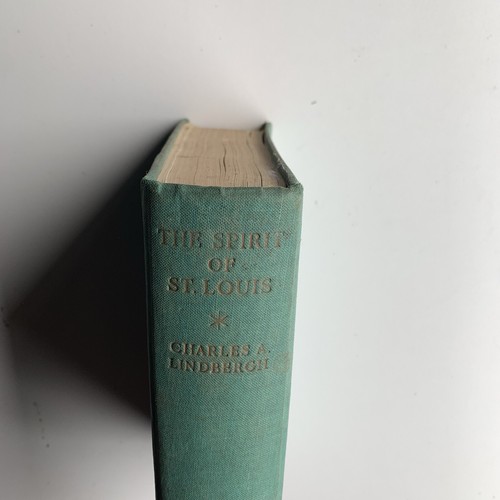 THE SPIRIT
OF
ST. LOUIS
*
CHARLES A.
LINDBERGH